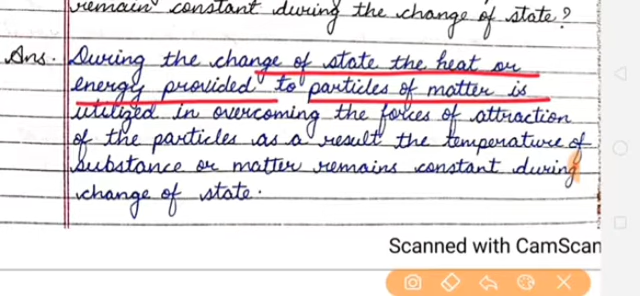 remain constant during the change of state?
Ans. During the change of state the heat or
energy provided to particles of matter is
utilized in overcoming the forces of attraction
of the particles as a result the temperature of
substance or matter remains constant during
change of state.
Scanned with CamScan